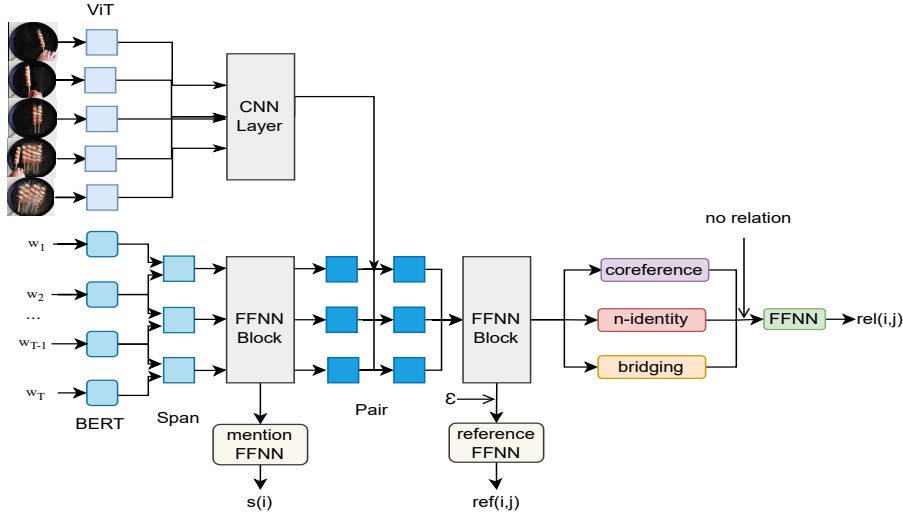 ViT
CNN
Layer
no relation
w1
w2
...
wT-1
wT
BERT
Span
FFNN
Block
Pair
FFNN
Block
coreference
n-identity
bridging
FFNN
rel(i,j)
ε
mention
FFNN
reference
FFNN
s(i)
ref(i,j)